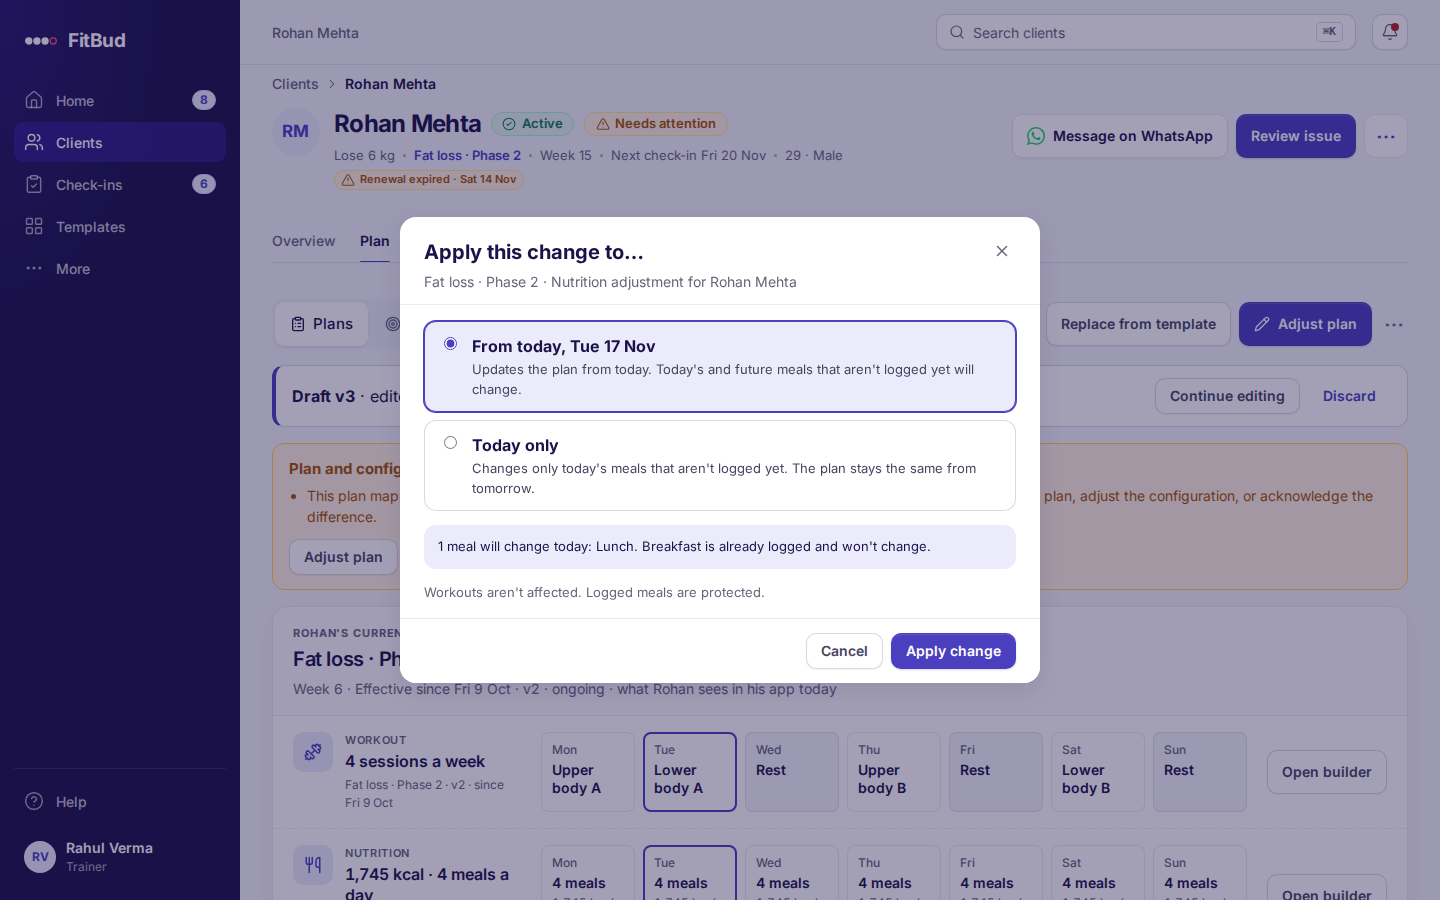 FitBud
Home 8
Clients
Check-ins 6
Templates
More
Help
RV
Rahul Verma
Trainer
Rohan Mehta
Search clients
⌘K
Clients > Rohan Mehta
RM
Rohan Mehta
Active
Needs attention
Lose 6 kg · Fat loss · Phase 2 · Week 15 · Next check-in Fri 20 Nov · 29 · Male
Renewal expired · Sat 14 Nov
Message on WhatsApp
Review issue
Overview
Plan
Plans
Replace from template
Adjust plan
Draft v3 · edite
Continue editing
Discard
Plan and config
This plan map
plan, adjust the configuration, or acknowledge the
difference.
Adjust plan
Apply this change to...
Fat loss · Phase 2 · Nutrition adjustment for Rohan Mehta
From today, Tue 17 Nov
Updates the plan from today. Today's and future meals that aren't logged yet will
change.
Today only
Changes only today's meals that aren't logged yet. The plan stays the same from
tomorrow.
1 meal will change today: Lunch. Breakfast is already logged and won't change.
Workouts aren't affected. Logged meals are protected.
Cancel
Apply change
ROHAN'S CURREN
Fat loss · Ph
Week 6 · Effective since Fri 9 Oct · v2 · ongoing · what Rohan sees in his app today
WORKOUT
4 sessions a week
Fat loss · Phase 2 · v2 · since
Fri 9 Oct
Mon
Upper
body A
Tue
Lower
body A
Wed
Rest
Thu
Upper
body B
Fri
Rest
Sat
Lower
body B
Sun
Rest
Open builder
NUTRITION
1,745 kcal · 4 meals a
day
Mon
4 meals
Tue
4 meals
Wed
4 meals
Thu
4 meals
Fri
4 meals
Sat
4 meals
Sun
4 meals
Open builder